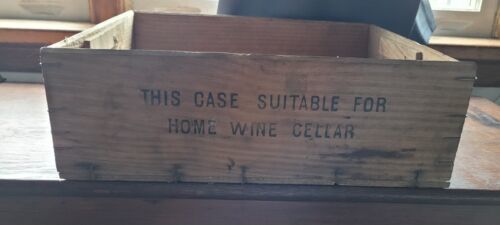 THIS CASE SUITABLE FOR
HOME WINE CELLAR